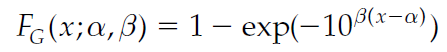 F_G(x; α, β) = 1 − exp(−10^{β(x−α)})